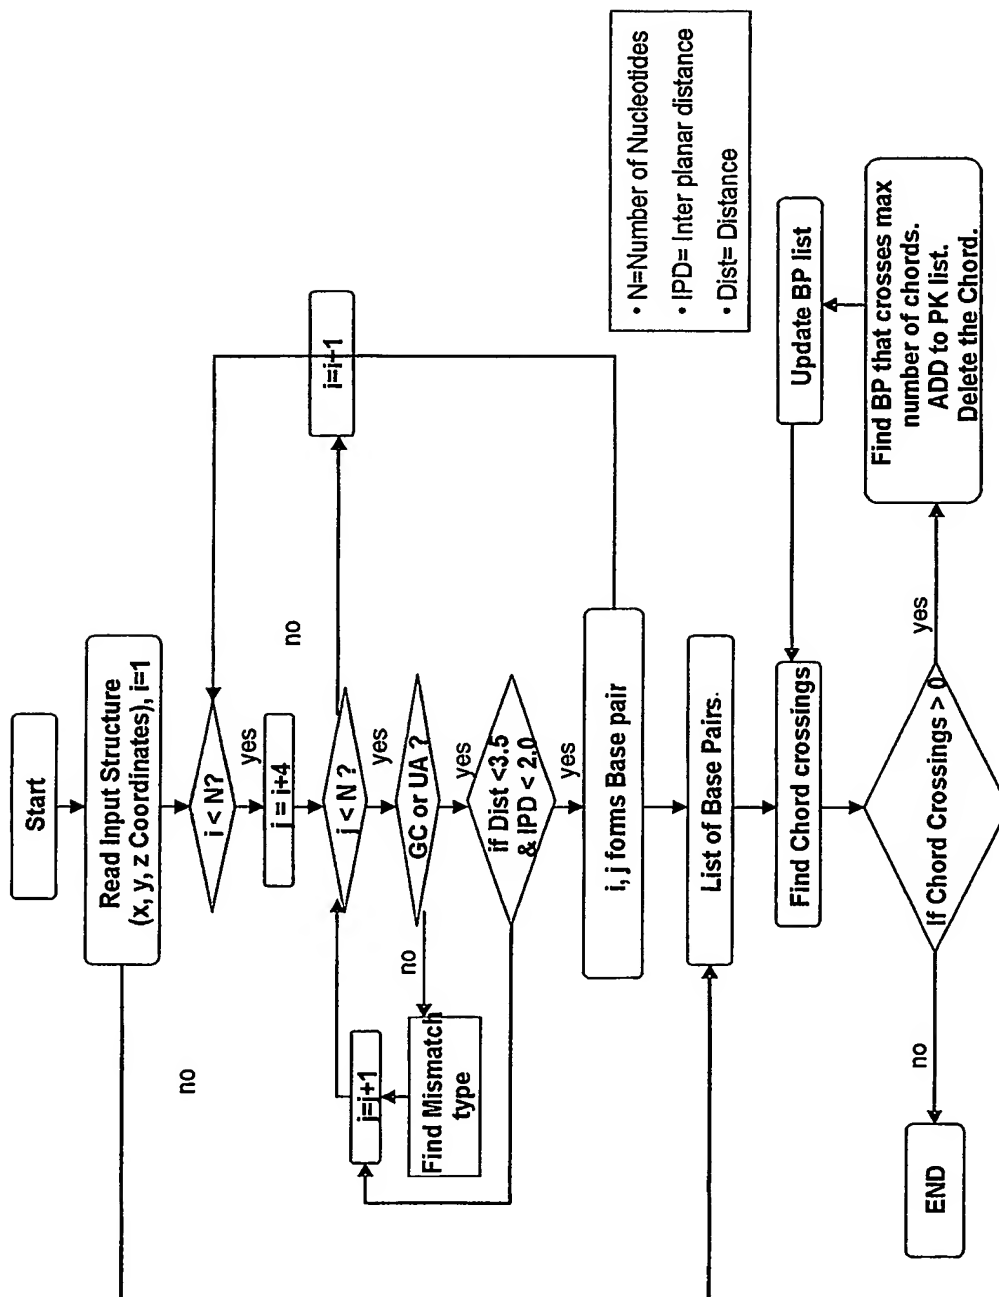 Start
Read Input Structure
(x, y, z Coordinates), i=1
no
i < N?
yes
j = i+4
no
j < N ?
i=i+1
yes
j=j+1
GC or UA ?
no
Find Mismatch
type
yes
if Dist <3.5
& IPD < 2.0
yes
i, j forms Base pair
• N=Number of Nucleotides
• IPD= Inter planar distance
• Dist= Distance
List of Base Pairs.
Find Chord crossings
Update BP list
If Chord Crossings > 0
no
END
yes
Find BP that crosses max
number of chords.
ADD to PK list.
Delete the Chord.